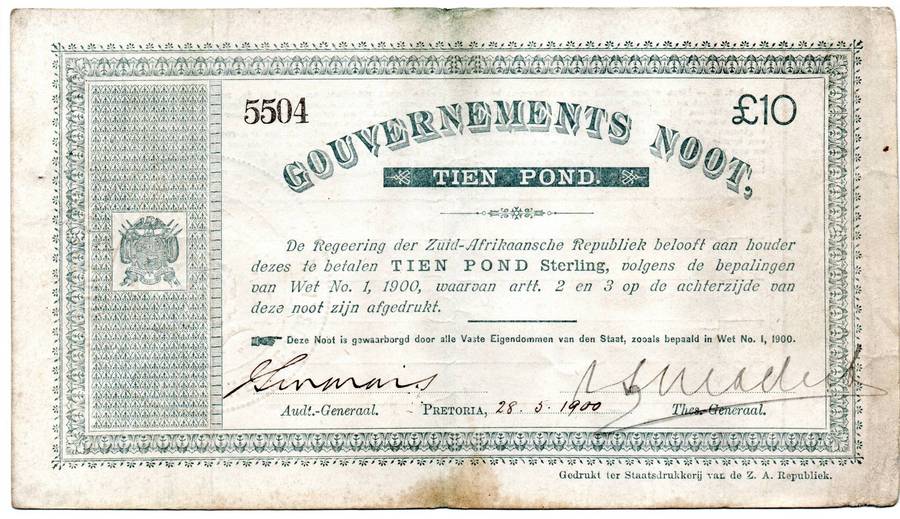 5504
£10
GOUVERNEMENTS NOOT,
TIEN POND.
De Regeering der Zuid-Afrikaansche Republiek belooft aan houder
dezes te betalen TIEN POND Sterling, volgens de bepalingen
van Wet No. 1, 1900, waarvan artt. 2 en 3 op de achterzijde van
deze noot zijn afgedrukt.
Deze Noot is gewaarborgd door alle Vaste Eigendommen van den Staat, zooals bepaald in Wet No. 1, 1900.
Audt.-Generaal. PRETORIA, 28. 5. 1900 Thes.-Generaal.
Gedrukt ter Staatsdrukkerij van de Z. A. Republiek.